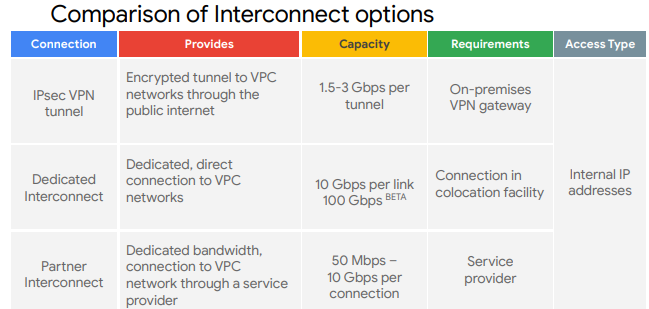 Comparison of Interconnect options
Connection
Provides
Capacity
Requirements
Access Type
IPsec VPN
tunnel
Encrypted tunnel to VPC
networks through the
public internet
1.5-3 Gbps per
tunnel
On-premises
VPN gateway
Dedicated
Interconnect
Dedicated, direct
connection to VPC
networks
10 Gbps per link
100 Gbps BETA
Connection in
colocation facility
Internal IP
addresses
Partner
Interconnect
Dedicated bandwidth,
connection to VPC
network through a service
provider
50 Mbps –
10 Gbps per
connection
Service
provider